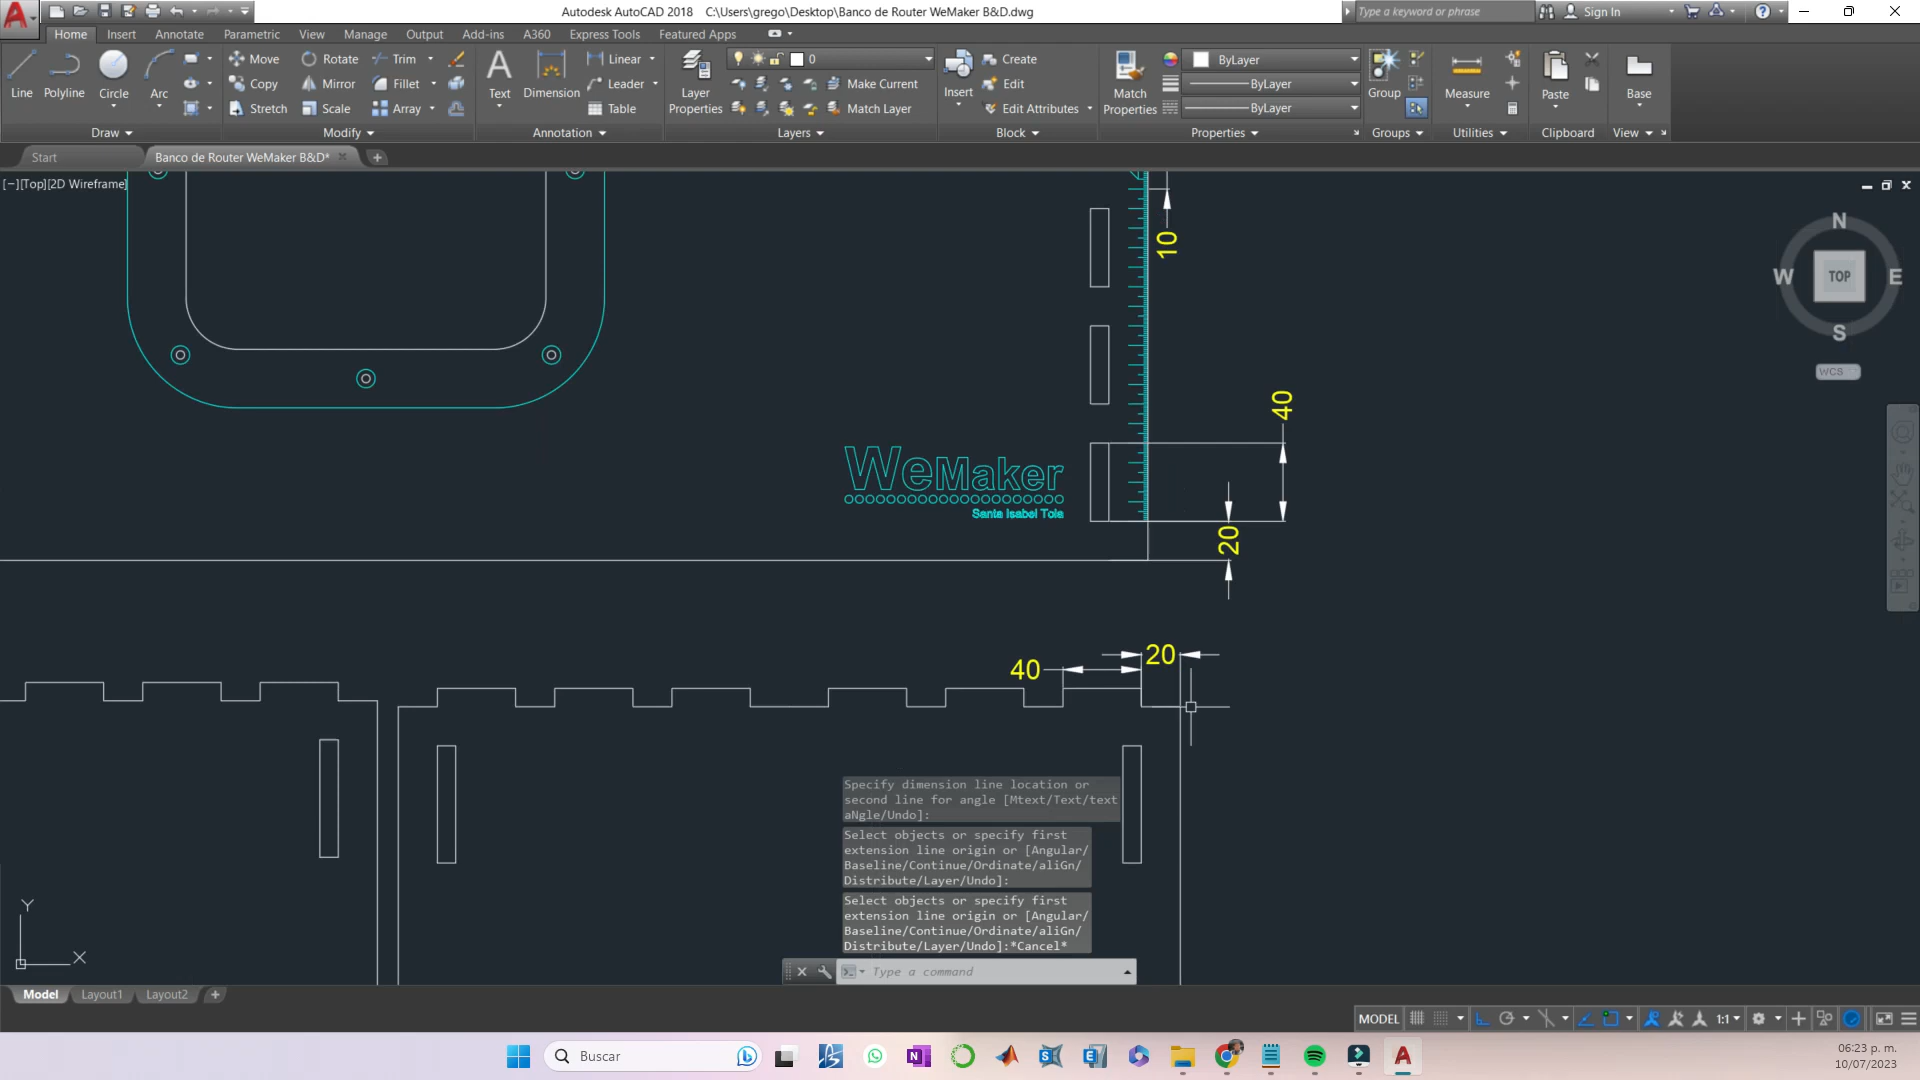 Autodesk AutoCAD 2018 C:\Users\grego\Desktop\Banco de Router WeMaker B&D.dwg
Type a keyword or phrase
Sign In
Home Insert Annotate Parametric View Manage Output Add-ins A360 Express Tools Featured Apps
Line Polyline Circle Arc
Move Rotate Trim
Copy Mirror Fillet
Stretch Scale Array
Text Dimension
Linear
Leader
Table
Layer Properties
0
Make Current
Match Layer
Insert
Create
Edit
Edit Attributes
Match Properties
ByLayer
ByLayer
ByLayer
Group
Measure
Paste
Base
Draw Modify Annotation Layers Block Properties Groups Utilities Clipboard View
Start Banco de Router WeMaker B&D*
[−][Top][2D Wireframe]
N
W TOP E
S
WCS
10
40
20
WeMaker
Santa Isabel Tola
40 20
Specify dimension line location or
second line for angle [Mtext/Text/text
aNgle/Undo]:
Select objects or specify first
extension line origin or [Angular/
Baseline/Continue/Ordinate/aliGn/
Distribute/Layer/Undo]:
Select objects or specify first
extension line origin or [Angular/
Baseline/Continue/Ordinate/aliGn/
Distribute/Layer/Undo]:*Cancel*
Type a command
Y
X
Model Layout1 Layout2
MODEL 1:1
Buscar
06:23 p. m.
10/07/2023